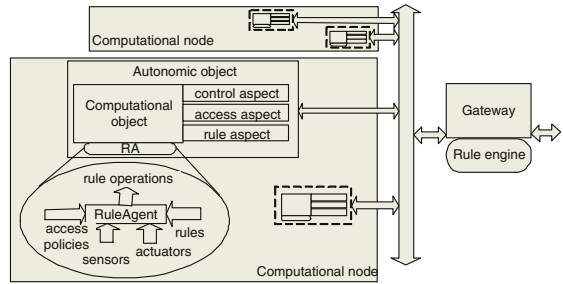 Computational node
Autonomic object
Computational
object
control aspect
access aspect
rule aspect
RA
rule operations
RuleAgent
access
policies
rules
sensors
actuators
Computational node
Gateway
Rule engine